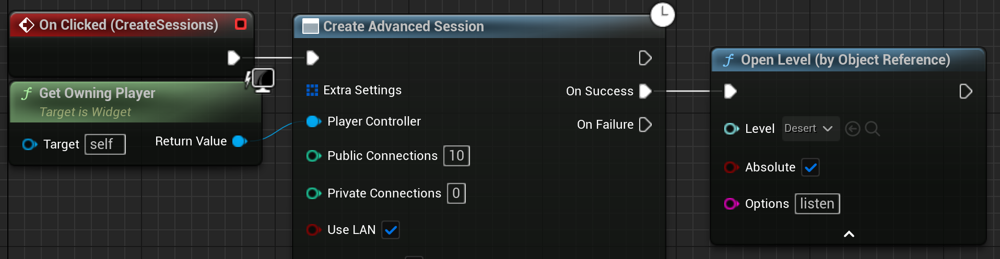 On Clicked (CreateSessions)
Get Owning Player
Target is Widget
Target self
Return Value
Create Advanced Session
Extra Settings
On Success
Player Controller
On Failure
Public Connections 10
Private Connections 0
Use LAN
Open Level (by Object Reference)
Level Desert
Absolute
Options listen